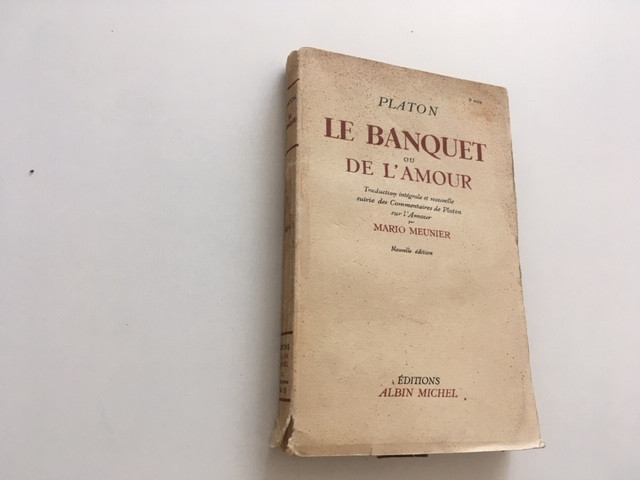 PLATON
LE BANQUET
OU
DE L'AMOUR
Traduction intégrale et nouvelle
suivie des Commentaires de Plotin
sur l'Amour
par
MARIO MEUNIER
Nouvelle édition
ÉDITIONS
ALBIN MICHEL